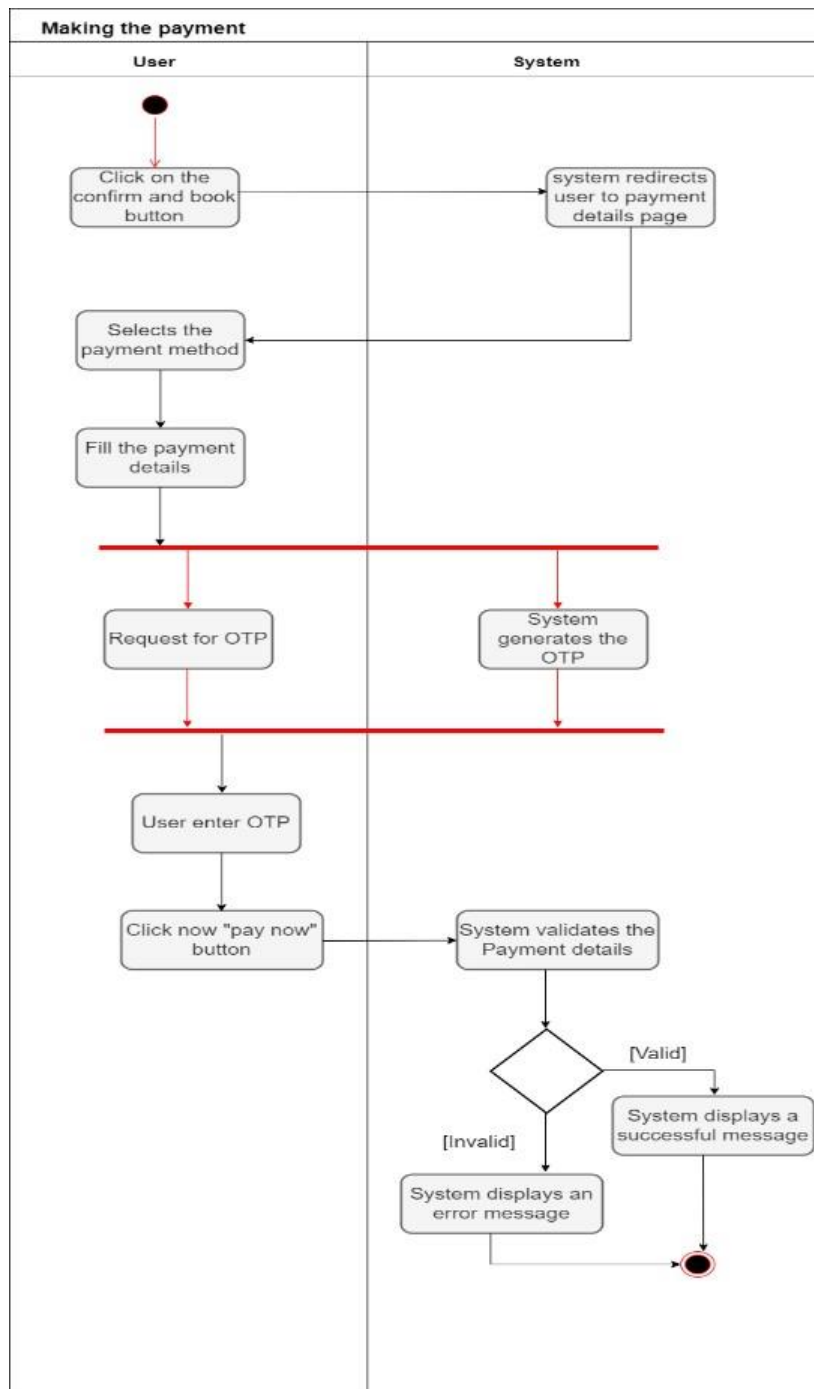 Making the payment
User
System
Click on the
confirm and book
button
system redirects
user to payment
details page
Selects the
payment method
Fill the payment
details
Request for OTP
System
generates the
OTP
User enter OTP
Click now "pay now"
button
System validates the
Payment details
[Valid]
System displays a
successful message
[Invalid]
System displays an
error message